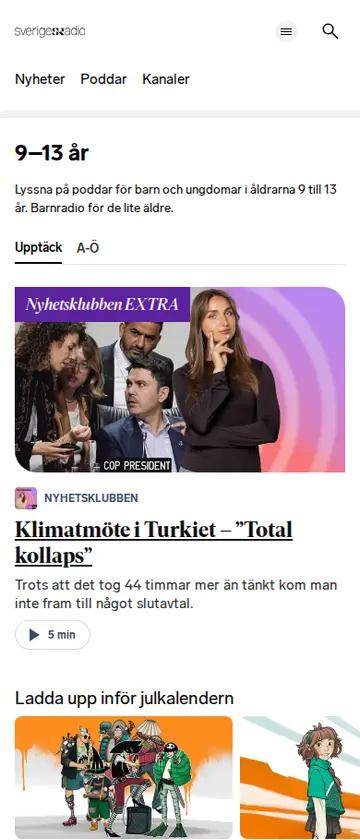 sverigesradio
Nyheter Poddar Kanaler
9–13 år
Lyssna på poddar för barn och ungdomar i åldrarna 9 till 13
år. Barnradio för de lite äldre.
Upptäck A-Ö
Nyhetsklubben EXTRA
COP PRESIDENT
NYHETSKLUBBEN
Klimatmöte i Turkiet – ”Total
kollaps”
Trots att det tog 44 timmar mer än tänkt kom man
inte fram till något slutavtal.
5 min
Ladda upp inför julkalendern